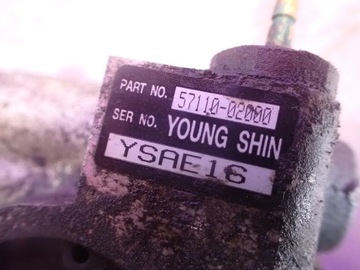 PART NO. 57110-02000
SER NO. YOUNG SHIN
YSAE16